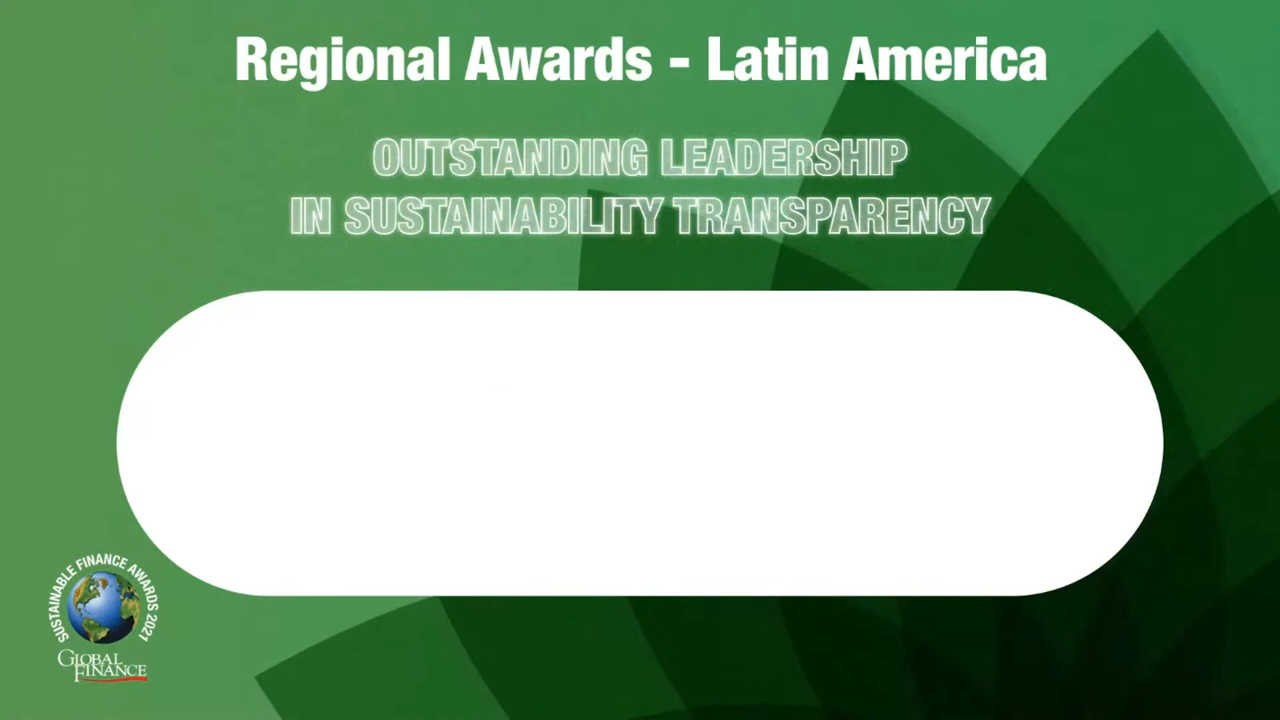 Regional Awards - Latin America
OUTSTANDING LEADERSHIP
IN SUSTAINABILITY TRANSPARENCY
SUSTAINABLE FINANCE AWARDS 2021
GLOBAL
FINANCE